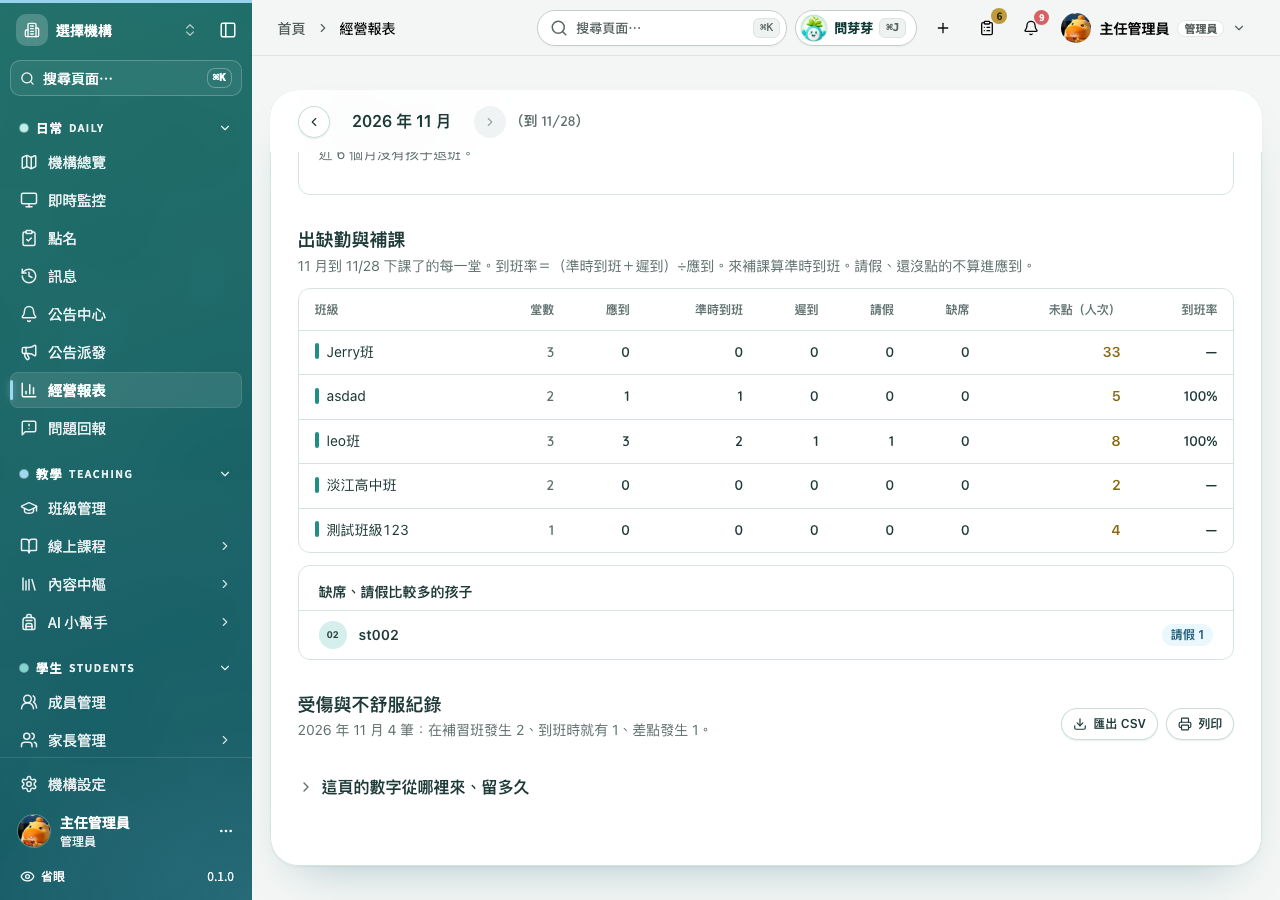 選擇機構
搜尋頁面… ⌘K
日常 DAILY
機構總覽
即時監控
點名
訊息
公告中心
公告派發
經營報表
問題回報
教學 TEACHING
班級管理
線上課程
內容中樞
AI 小幫手
學生 STUDENTS
成員管理
家長管理
機構設定
主任管理員
管理員
省眼 0.1.0
首頁 > 經營報表
搜尋頁面… ⌘K
問芽芽 ⌘J
6
9
主任管理員 管理員
2026 年 11 月 (到 11/28)
近 6 個月沒有孩子退班。
出缺勤與補課
11 月到 11/28 下課了的每一堂。到班率＝（準時到班＋遲到）÷應到。來補課算準時到班。請假、還沒點的不算進應到。
班級 堂數 應到 準時到班 遲到 請假 缺席 未點（人次） 到班率
Jerry班 3 0 0 0 0 0 33 —
asdad 2 1 1 0 0 0 5 100%
leo班 3 3 2 1 1 0 8 100%
淡江高中班 2 0 0 0 0 0 2 —
測試班級123 1 0 0 0 0 0 4 —
缺席、請假比較多的孩子
02 st002 請假 1
受傷與不舒服紀錄
2026 年 11 月 4 筆：在補習班發生 2、到班時就有 1、差點發生 1。
匯出 CSV 列印
這頁的數字從哪裡來、留多久